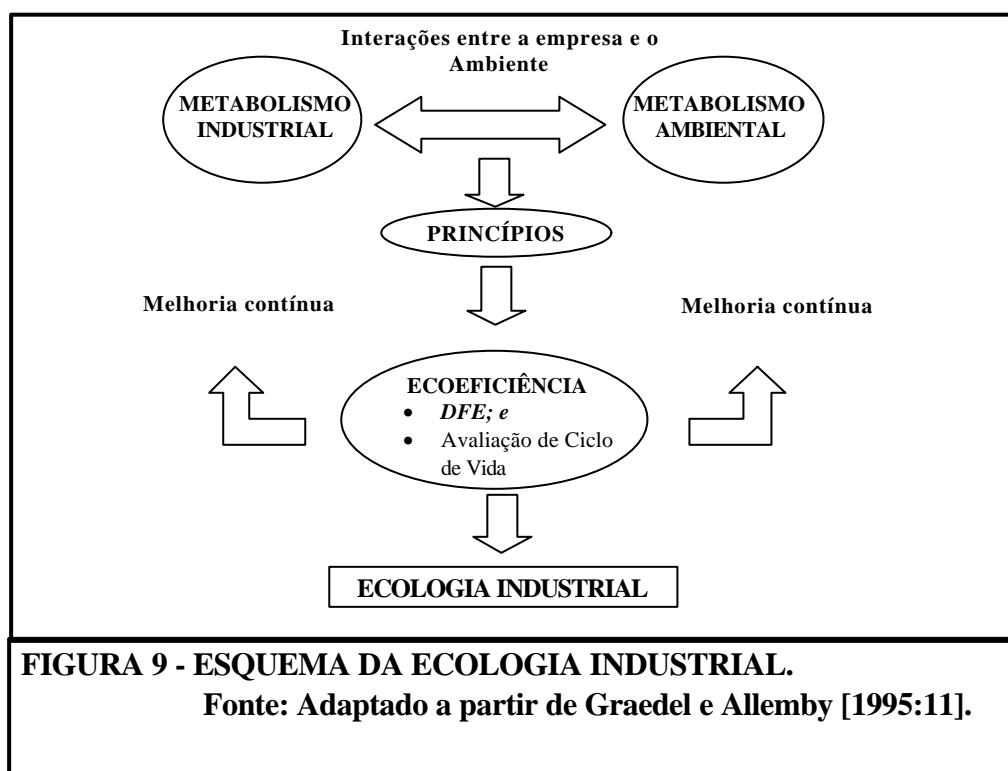 Interações entre a empresa e o
Ambiente
METABOLISMO
INDUSTRIAL
METABOLISMO
AMBIENTAL
PRINCÍPIOS
Melhoria contínua
Melhoria contínua
ECOEFICIÊNCIA
• DFE; e
• Avaliação de Ciclo
de Vida
ECOLOGIA INDUSTRIAL
FIGURA 9 - ESQUEMA DA ECOLOGIA INDUSTRIAL.
Fonte: Adaptado a partir de Graedel e Allemby [1995:11].